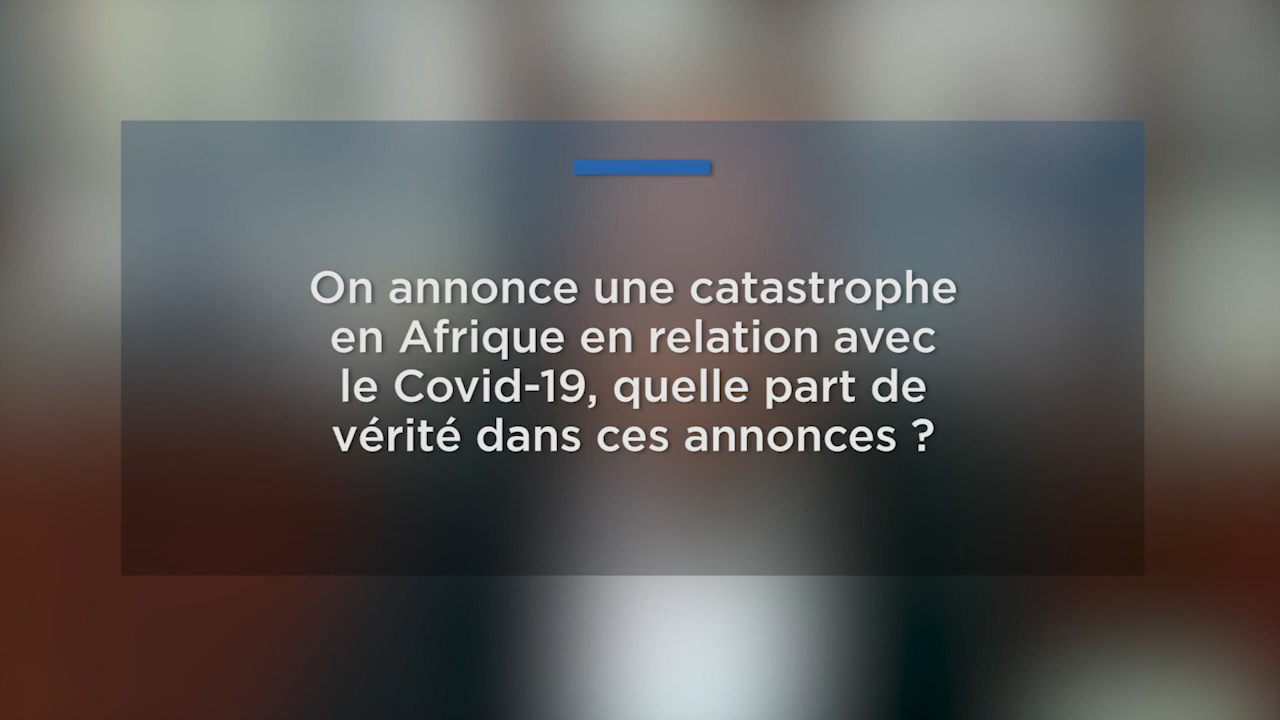 On annonce une catastrophe
en Afrique en relation avec
le Covid-19, quelle part de
vérité dans ces annonces ?